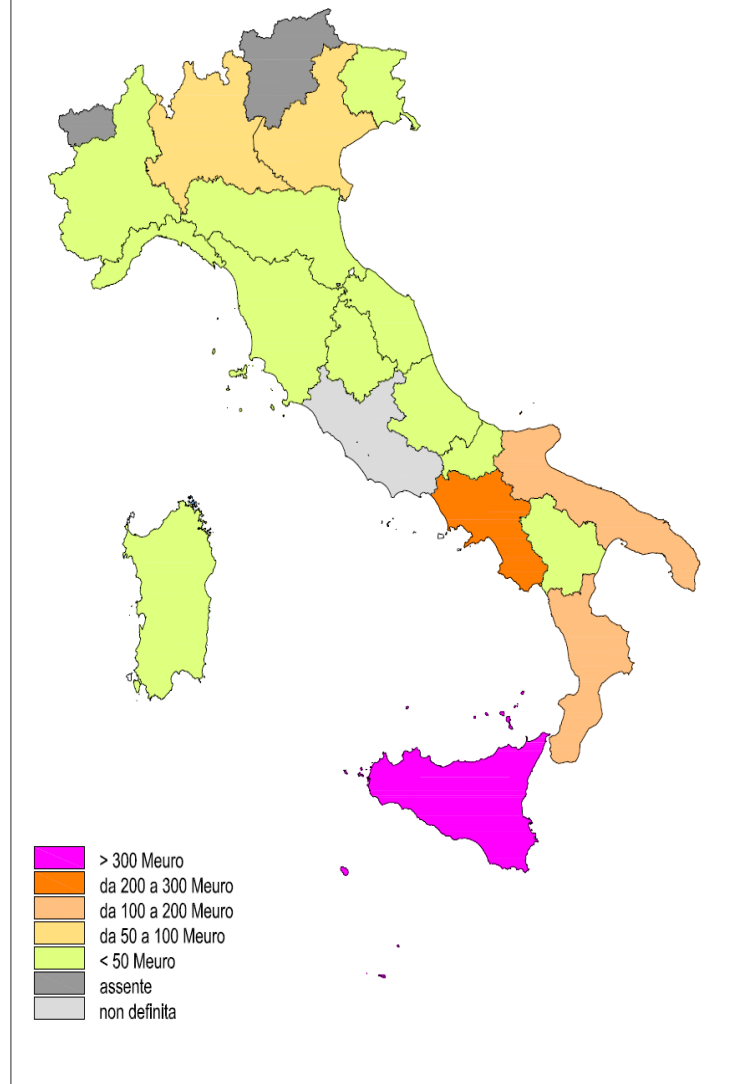 > 300 Meuro
da 200 a 300 Meuro
da 100 a 200 Meuro
da 50 a 100 Meuro
< 50 Meuro
assente
non definita